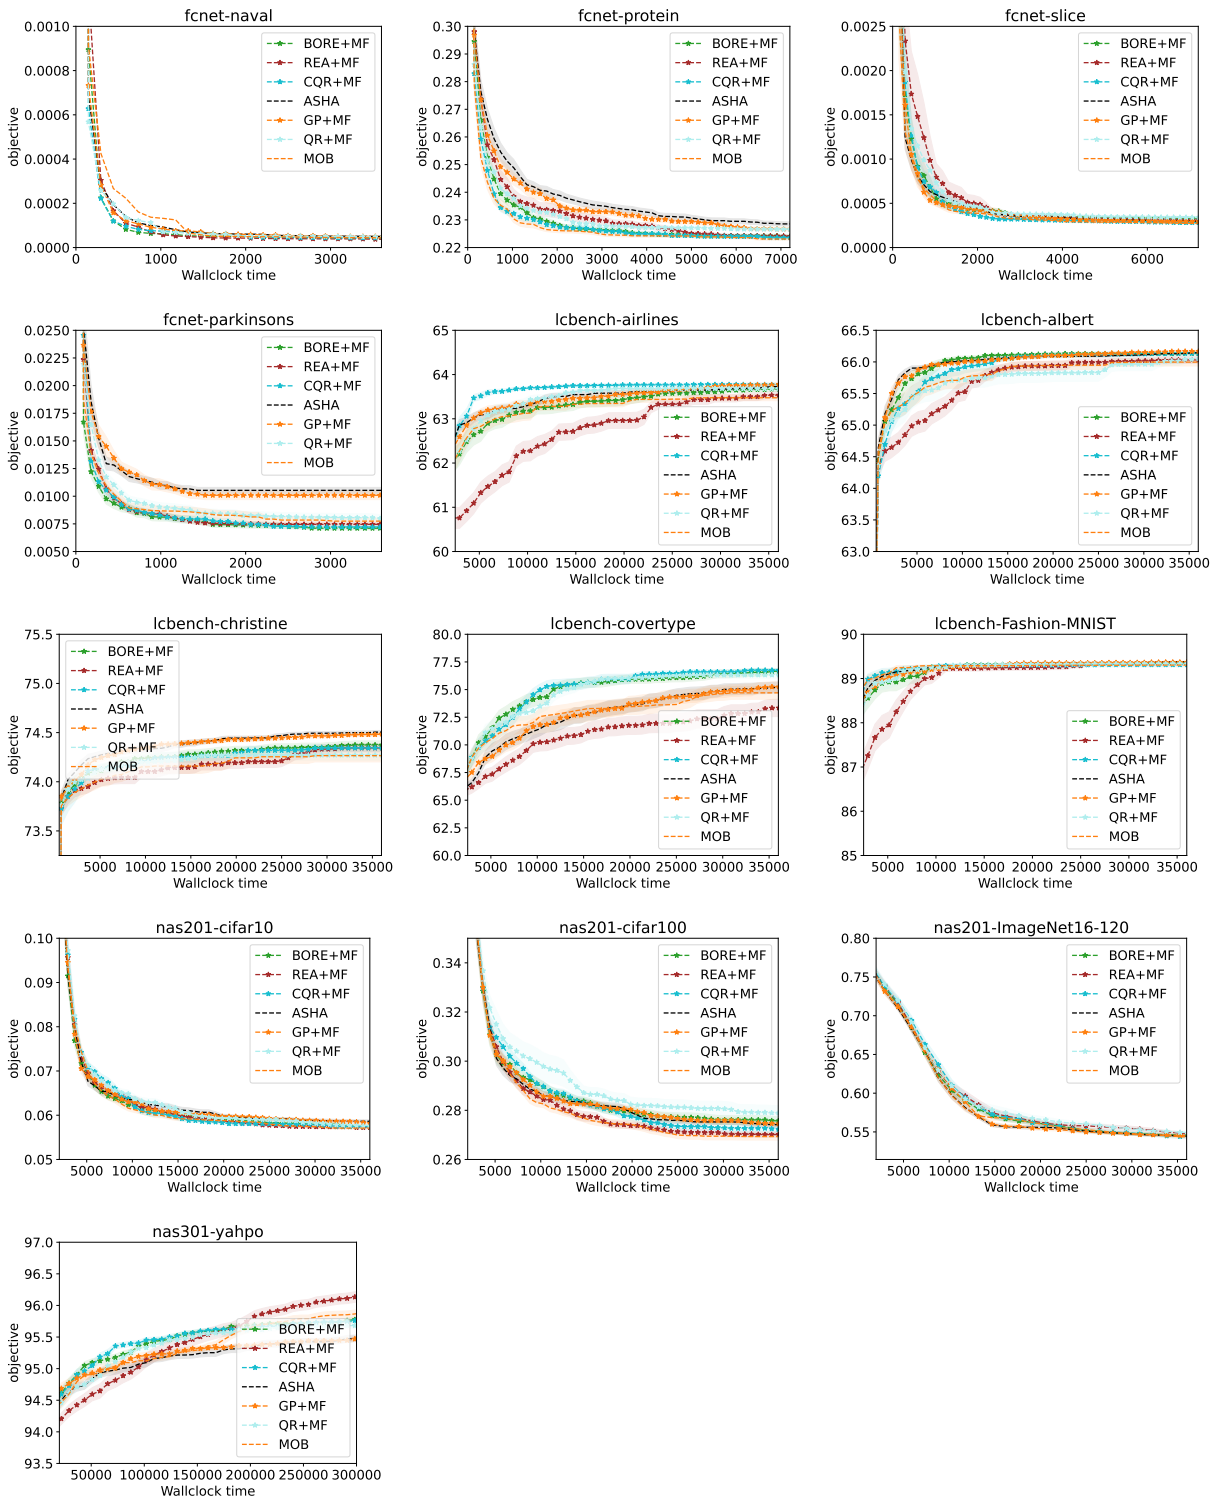 fcnet-naval
0.0010
0.0008
0.0006
0.0004
0.0002
0.0000
objective
0
1000
2000
3000
Wallclock time
BORE+MF
REA+MF
CQR+MF
ASHA
GP+MF
QR+MF
MOB
fcnet-protein
0.30
0.29
0.28
0.27
0.26
0.25
0.24
0.23
0.22
objective
0
1000
2000
3000
4000
5000
6000
7000
Wallclock time
BORE+MF
REA+MF
CQR+MF
ASHA
GP+MF
QR+MF
MOB
fcnet-slice
0.0025
0.0020
0.0015
0.0010
0.0005
0.0000
objective
0
2000
4000
6000
Wallclock time
BORE+MF
REA+MF
CQR+MF
ASHA
GP+MF
QR+MF
MOB
fcnet-parkinsons
0.0250
0.0225
0.0200
0.0175
0.0150
0.0125
0.0100
0.0075
0.0050
objective
0
1000
2000
3000
Wallclock time
BORE+MF
REA+MF
CQR+MF
ASHA
GP+MF
QR+MF
MOB
lcbench-airlines
65
64
63
62
61
60
objective
5000
10000
15000
20000
25000
30000
35000
Wallclock time
BORE+MF
REA+MF
CQR+MF
ASHA
GP+MF
QR+MF
MOB
lcbench-albert
66.5
66.0
65.5
65.0
64.5
64.0
63.5
63.0
objective
5000
10000
15000
20000
25000
30000
35000
Wallclock time
BORE+MF
REA+MF
CQR+MF
ASHA
GP+MF
QR+MF
MOB
lcbench-christine
75.5
75.0
74.5
74.0
73.5
objective
5000
10000
15000
20000
25000
30000
35000
Wallclock time
BORE+MF
REA+MF
CQR+MF
ASHA
GP+MF
QR+MF
MOB
lcbench-covertype
80.0
77.5
75.0
72.5
70.0
67.5
65.0
62.5
60.0
objective
5000
10000
15000
20000
25000
30000
35000
Wallclock time
BORE+MF
REA+MF
CQR+MF
ASHA
GP+MF
QR+MF
MOB
lcbench-Fashion-MNIST
90
89
88
87
86
85
objective
5000
10000
15000
20000
25000
30000
35000
Wallclock time
BORE+MF
REA+MF
CQR+MF
ASHA
GP+MF
QR+MF
MOB
nas201-cifar10
0.10
0.09
0.08
0.07
0.06
0.05
objective
5000
10000
15000
20000
25000
30000
35000
Wallclock time
BORE+MF
REA+MF
CQR+MF
ASHA
GP+MF
QR+MF
MOB
nas201-cifar100
0.34
0.32
0.30
0.28
0.26
objective
5000
10000
15000
20000
25000
30000
35000
Wallclock time
BORE+MF
REA+MF
CQR+MF
ASHA
GP+MF
QR+MF
MOB
nas201-ImageNet16-120
0.80
0.75
0.70
0.65
0.60
0.55
objective
5000
10000
15000
20000
25000
30000
35000
Wallclock time
BORE+MF
REA+MF
CQR+MF
ASHA
GP+MF
QR+MF
MOB
nas301-yahpo
97.0
96.5
96.0
95.5
95.0
94.5
94.0
93.5
objective
50000
100000
150000
200000
250000
300000
Wallclock time
BORE+MF
REA+MF
CQR+MF
ASHA
GP+MF
QR+MF
MOB